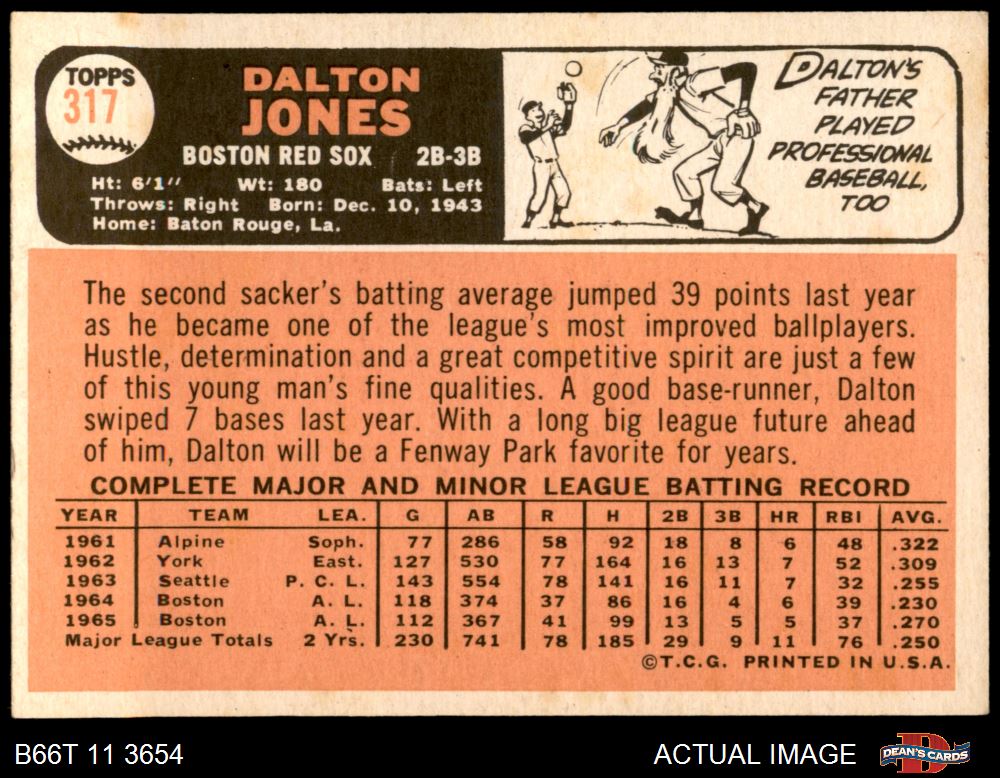 TOPPS
317
DALTON
JONES
BOSTON RED SOX 2B-3B
Ht: 6'1" Wt: 180 Bats: Left
Throws: Right Born: Dec. 10, 1943
Home: Baton Rouge, La.
DALTON'S
FATHER
PLAYED
PROFESSIONAL
BASEBALL,
TOO
The second sacker's batting average jumped 39 points last year
as he became one of the league's most improved ballplayers.
Hustle, determination and a great competitive spirit are just a few
of this young man's fine qualities. A good base-runner, Dalton
swiped 7 bases last year. With a long big league future ahead
of him, Dalton will be a Fenway Park favorite for years.
COMPLETE MAJOR AND MINOR LEAGUE BATTING RECORD
YEAR TEAM LEA. G AB R H 2B 3B HR RBI AVG.
1961 Alpine Soph. 77 286 58 92 18 8 6 48 .322
1962 York East. 127 530 77 164 16 13 7 52 .309
1963 Seattle P. C. L. 143 554 78 141 16 11 7 32 .255
1964 Boston A. L. 118 374 37 86 16 4 6 39 .230
1965 Boston A. L. 112 367 41 99 13 5 5 37 .270
Major League Totals 2 Yrs. 230 741 78 185 29 9 11 76 .250
©T.C.G. PRINTED IN U.S.A.
B66T 11 3654 ACTUAL IMAGE DEAN'S CARDS